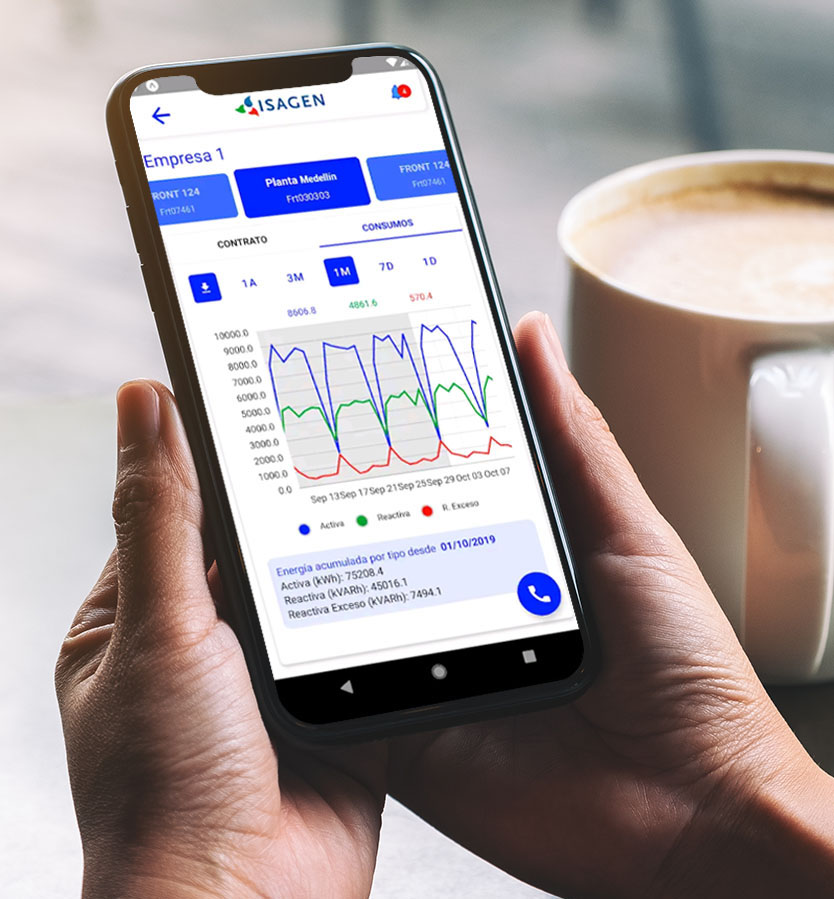 ISAGEN
4
Empresa 1
RONT 124
Frt07461
Planta Medellín
Frt030303
FRONT 124
Frt07461
CONTRATO
CONSUMOS
1A
3M
1M
7D
1D
8606.8
4861.6
570.4
10000.0
9000.0
8000.0
7000.0
6000.0
5000.0
4000.0
3000.0
2000.0
1000.0
0.0
Sep 13 Sep 17 Sep 21 Sep 25 Sep 29 Oct 03 Oct 07
Activa
Reactiva
R. Exceso
Energía acumulada por tipo desde 01/10/2019
Activa (kWh): 75208.4
Reactiva (kVARh): 45016.1
Reactiva Exceso (kVARh): 7494.1